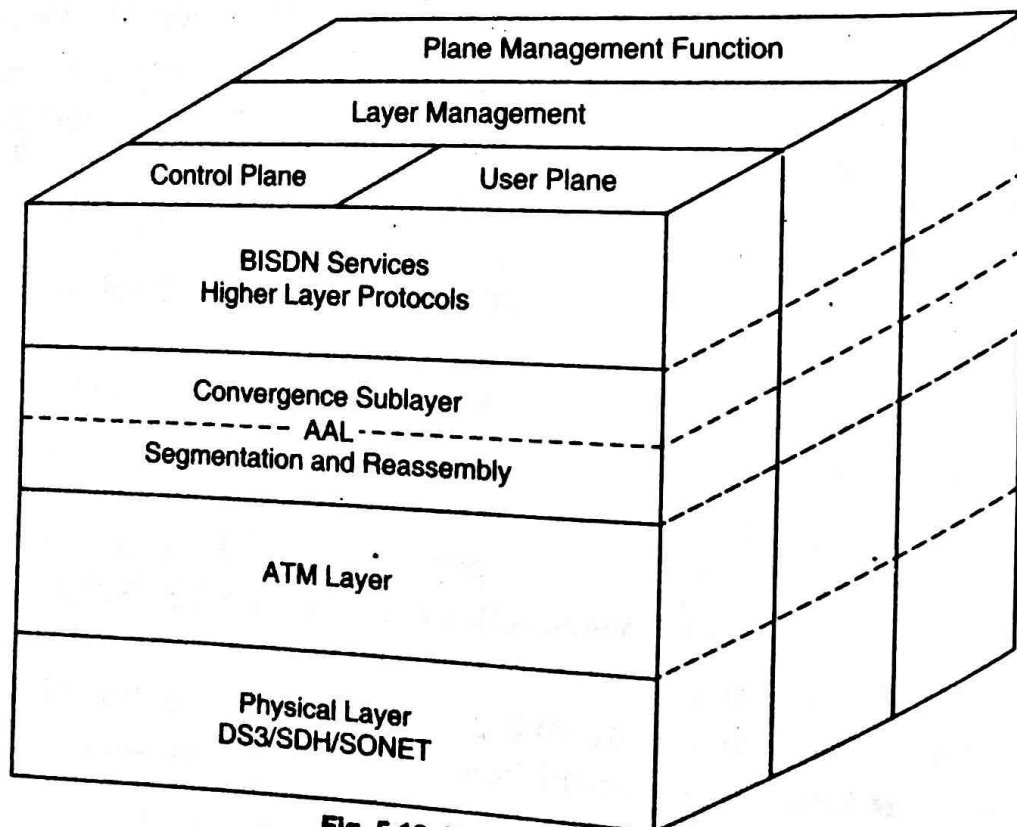 Plane Management Function
Layer Management
Control Plane
User Plane
BISDN Services
Higher Layer Protocols
Convergence Sublayer
AAL
Segmentation and Reassembly
ATM Layer
Physical Layer
DS3/SDH/SONET